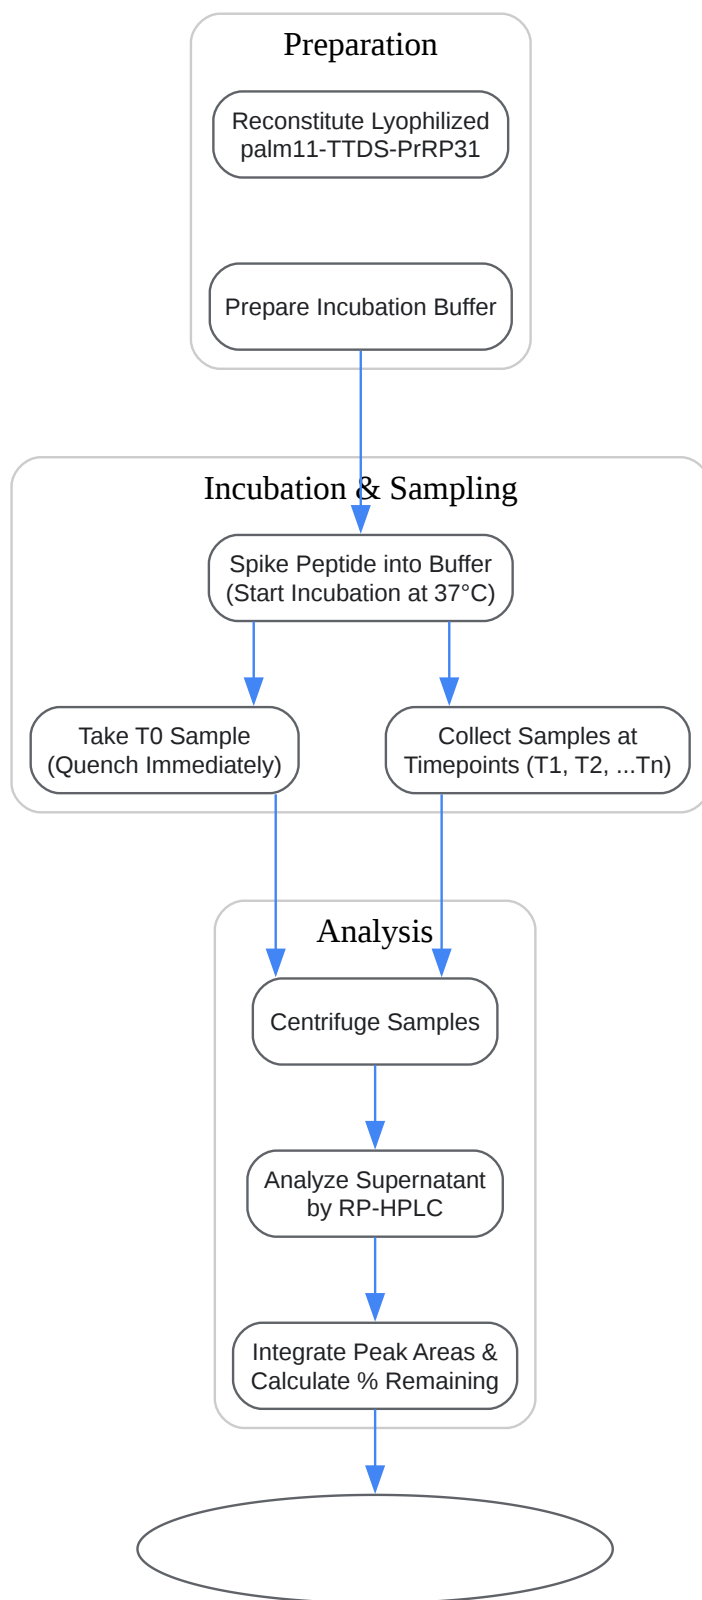 Preparation
Reconstitute Lyophilized
palm11-TTDS-PrRP31
Prepare Incubation Buffer
Incubation & Sampling
Spike Peptide into Buffer
(Start Incubation at 37°C)
Take T0 Sample
(Quench Immediately)
Collect Samples at
Timepoints (T1, T2, ...Tn)
Analysis
Centrifuge Samples
Analyze Supernatant
by RP-HPLC
Integrate Peak Areas &
Calculate % Remaining